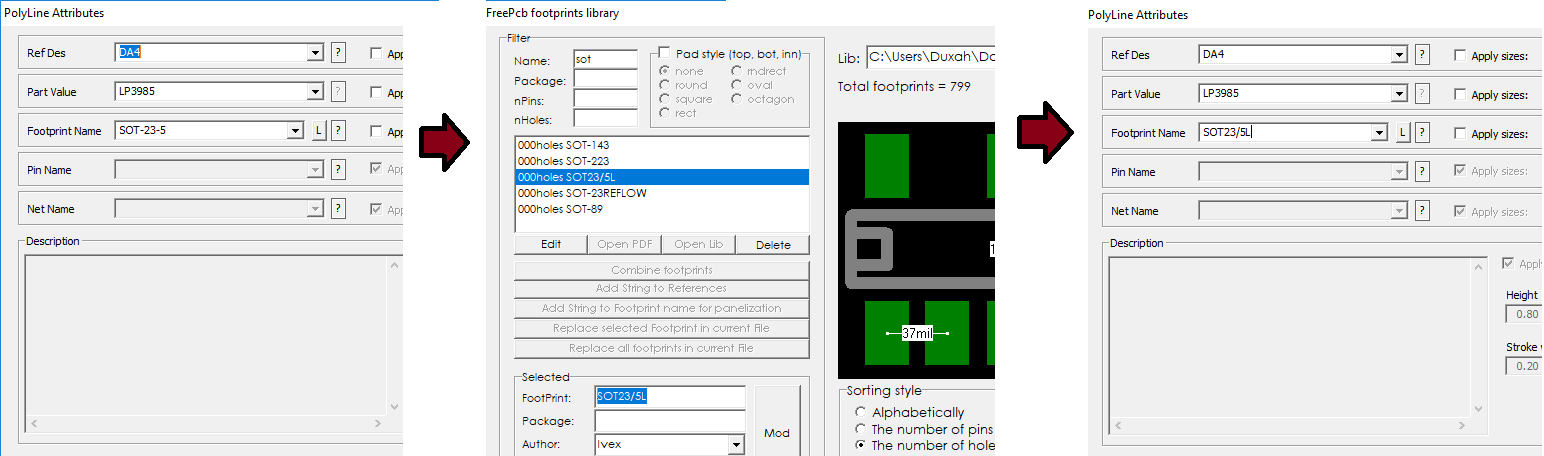 PolyLine Attributes
Ref Des DA4 ?
Part Value LP3985 ?
Footprint Name SOT-23-5 L ?
Pin Name ?
Net Name ?
Description
FreePcb footprints library
Filter
Name: sot
Package:
nPins:
nHoles:
Pad style (top, bot, inn)
none rndrect
round oval
square octagon
rect
Lib: C:\Users\Duxah\
Total footprints = 799
000holes SOT-143
000holes SOT-223
000holes SOT23/5L
000holes SOT-23REFLOW
000holes SOT-89
Edit Open PDF Open Lib Delete
Combine footprints
Add String to References
Add String to Footprint name for panelization
Replace selected Footprint in current File
Replace all footprints in current File
Selected
FootPrint: SOT23/5L
Package:
Author: Ivex
Mod
37mil
Sorting style
Alphabetically
The number of pins
The number of hole
PolyLine Attributes
Ref Des DA4 ? Apply sizes:
Part Value LP3985 ? Apply sizes:
Footprint Name SOT23/5L L ? Apply sizes:
Pin Name ? Apply sizes:
Net Name ? Apply sizes:
Description
Height
0.80
Stroke
0.20